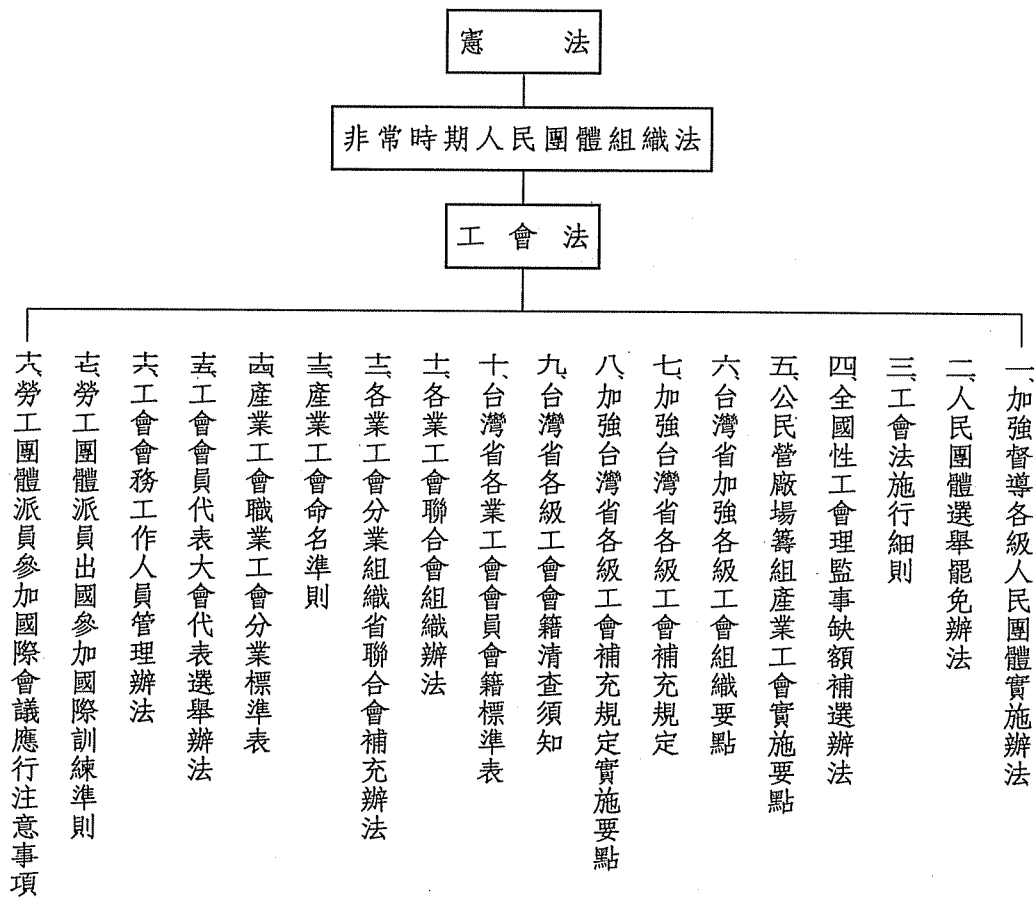 憲法
非常時期人民團體組織法
工會法
一、加強督導各級人民團體實施辦法
二、人民團體選舉罷免辦法
三、工會法施行細則
四、全國性工會理監事缺額補選辦法
五、公民營廠場籌組產業工會實施要點
六、台灣省加強各級工會組織要點
七、加強台灣省各級工會補充規定
八、加強台灣省各級工會補充規定實施要點
九、台灣省各級工會會籍清查須知
十、台灣省各業工會會員會籍標準表
十一、各業工會聯合會組織辦法
十二、各業工會分業組織省聯合會補充辦法
十三、產業工會命名準則
十四、產業工會職業工會分業標準表
十五、工會會員代表大會代表選舉辦法
十六、工會會務工作人員管理辦法
十七、勞工團體派員出國參加國際訓練準則
十八、勞工團體派員參加國際會議應行注意事項